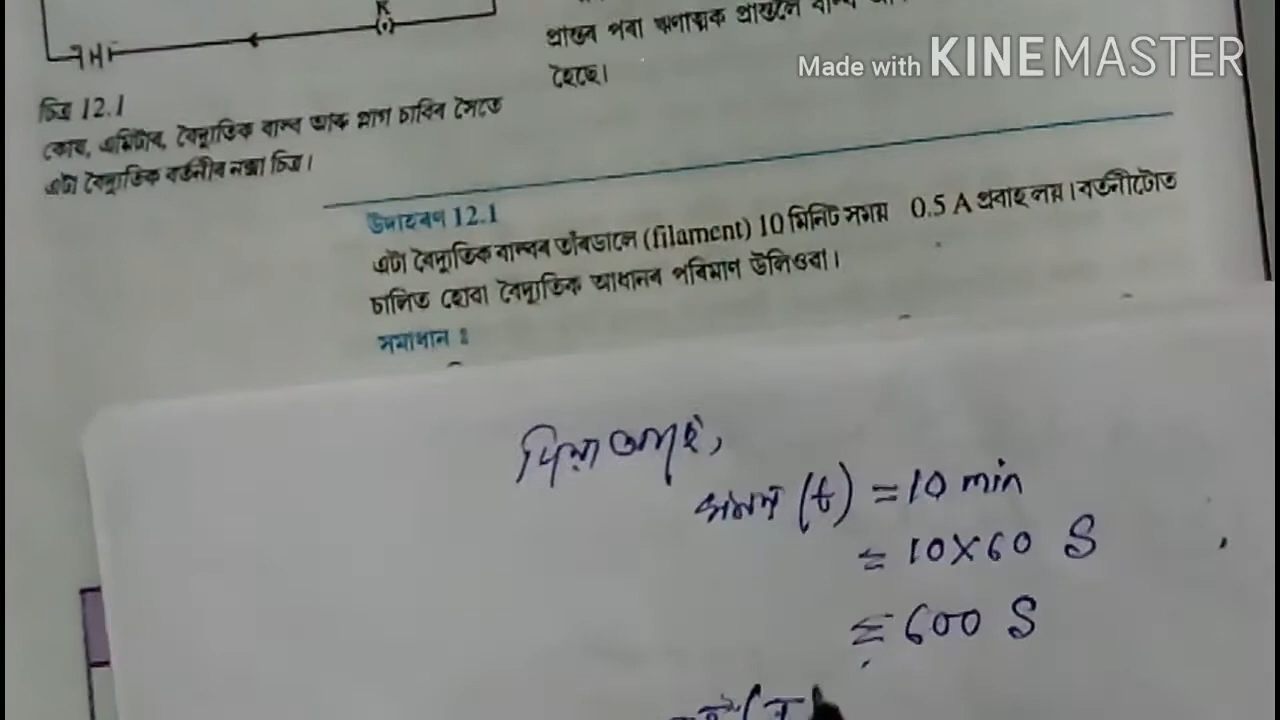 K
হৈছে।
Made with KINEMASTER
চিত্ৰ 12.1
কোষ, এমিটাৰ, বৈদ্যুতিক বাল্ব আৰু প্লাগ চাবিৰ সৈতে
এটা বৈদ্যুতিক বৰ্তনীৰ নক্সা চিত্ৰ।
উদাহৰণ 12.1
এটা বৈদ্যুতিক বাল্বৰ তাঁৰডালে (filament) 10 মিনিট সময় 0.5 A প্ৰবাহ লয়। বৰ্তনীটোত
চালিত হোৱা বৈদ্যুতিক আধানৰ পৰিমাণ উলিওৱা।
সমাধান :
দিয়া আছে,
সময় (t) = 10 min
= 10X60 S
= 600 S